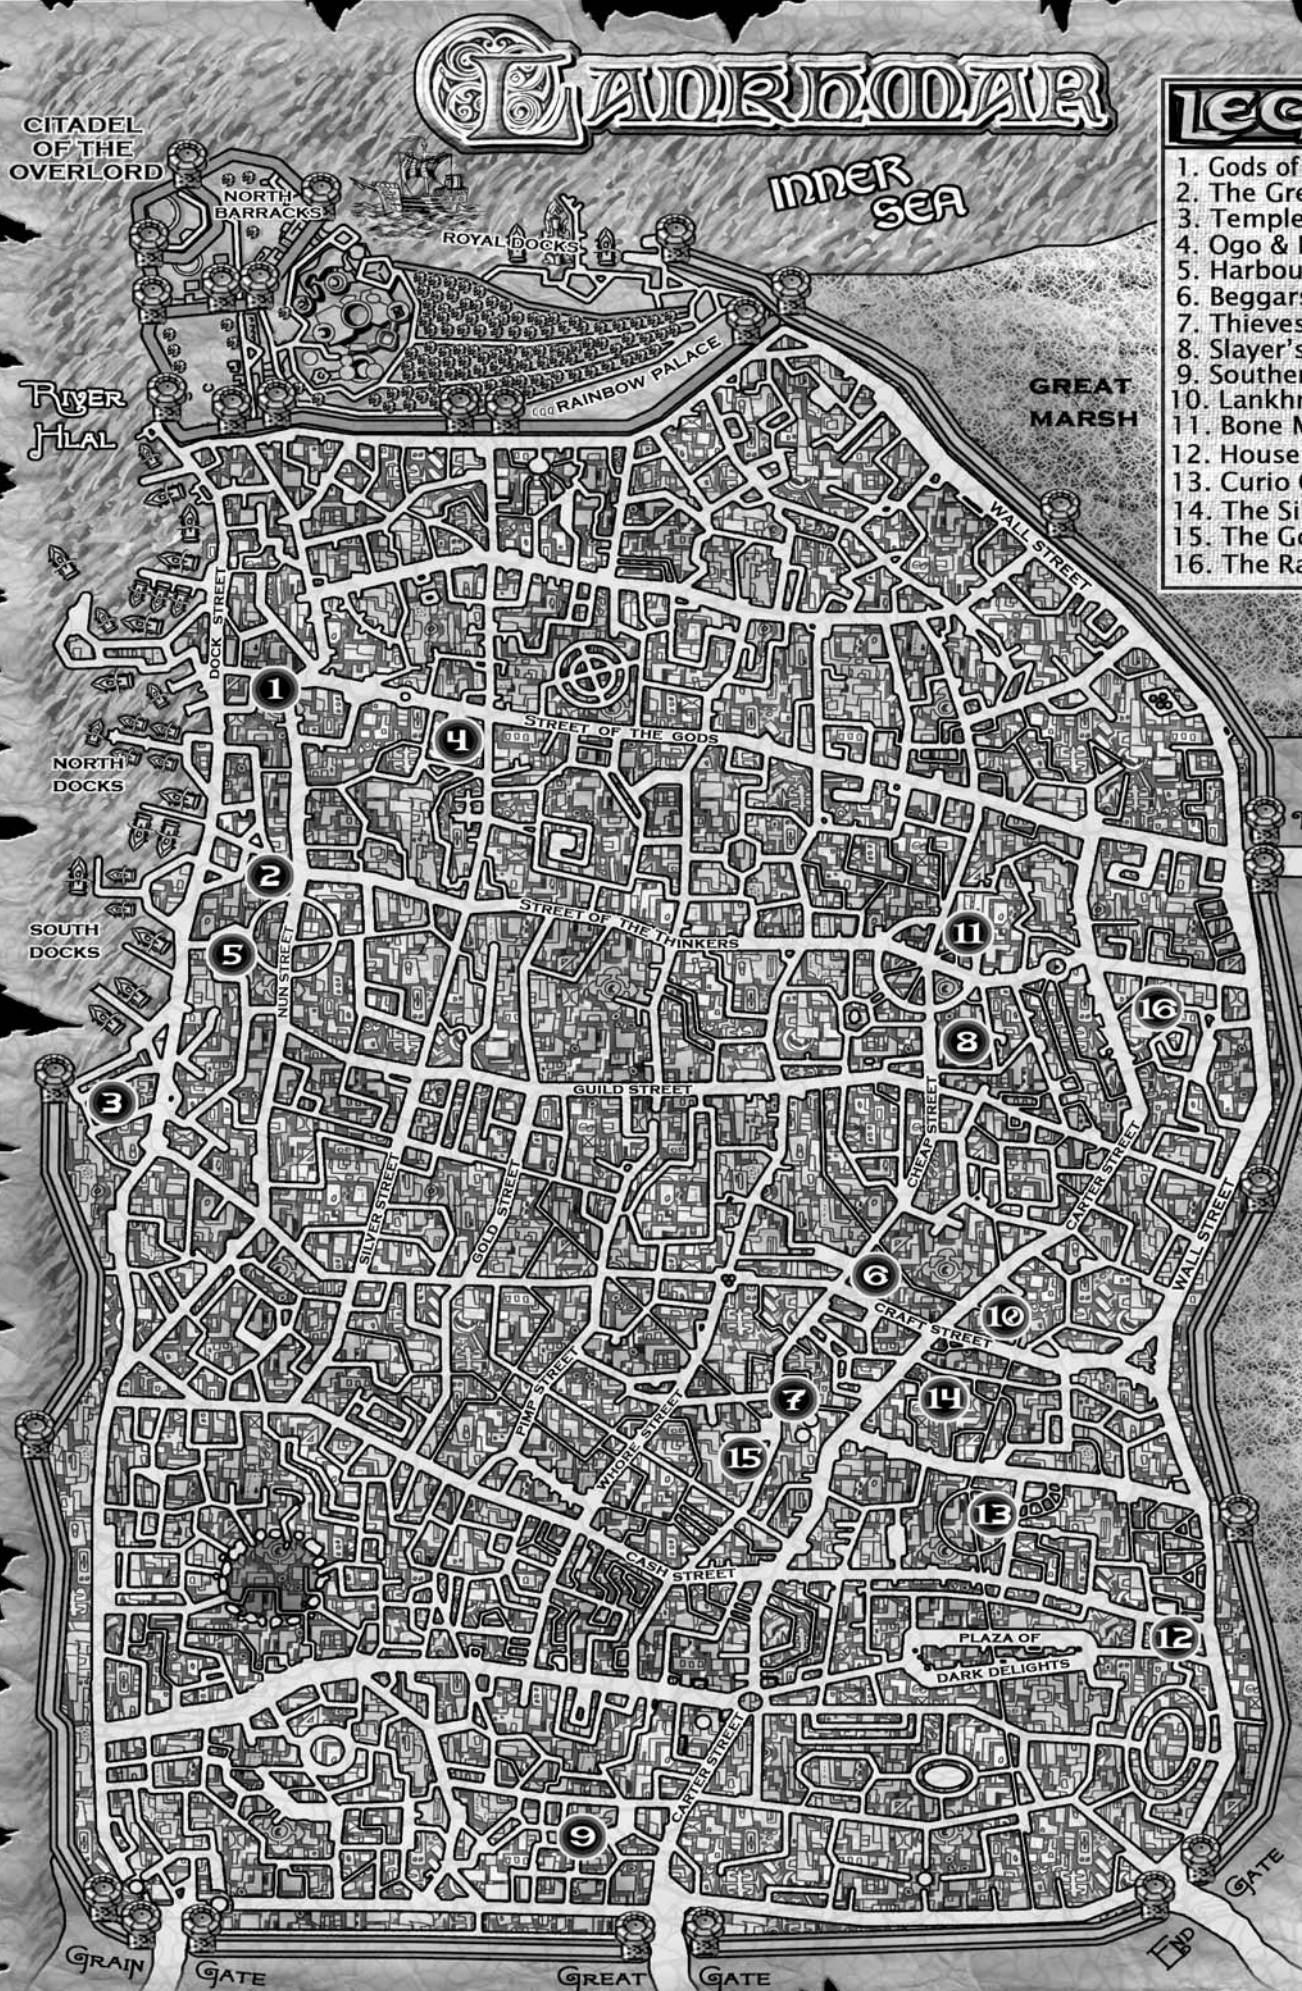 LANKHMAR
CITADEL
OF THE
OVERLORD
NORTH
BARRACKS
INNER
SEA
ROYAL DOCKS
RAINBOW PALACE
RIVER
HLAL
GREAT
MARSH
1. Gods of
2. The Gre
3. Temple
4. Ogo &
5. Harbou
6. Beggars
7. Thieves
8. Slayer's
9. Souther
10. Lankhm
11. Bone M
12. House
13. Curio
14. The Si
15. The Go
16. The Ra
WALL STREET
DOCK STREET
1
4
STREET OF THE GODS
NORTH
DOCKS
2
STREET OF THE THINKERS
SOUTH
DOCKS
5
NUN STREET
11
16
8
3
GUILD STREET
CHEAP STREET
CARTER STREET
SILVER STREET
GOLD STREET
WALL STREET
6
10
CRAFT STREET
PIMP STREET
WHORE STREET
7
14
15
13
CASH STREET
12
PLAZA OF
DARK DELIGHTS
CARTER STREET
9
GRAIN GATE
GREAT GATE
END GATE